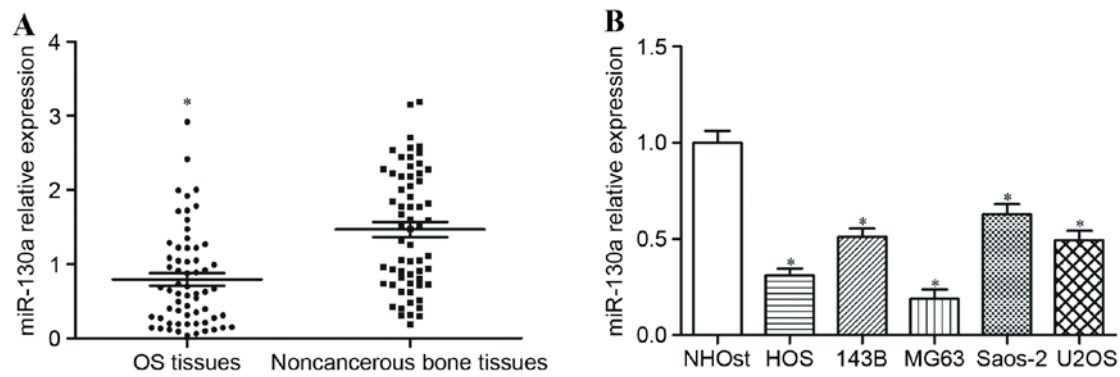 A
miR-130a relative expression
4
3
2
1
0
*
OS tissues
Noncancerous bone tissues
B
miR-130a relative expression
1.5
1.0
0.5
0.0
*
*
*
*
*
NHOst HOS 143B MG63 Saos-2 U2OS